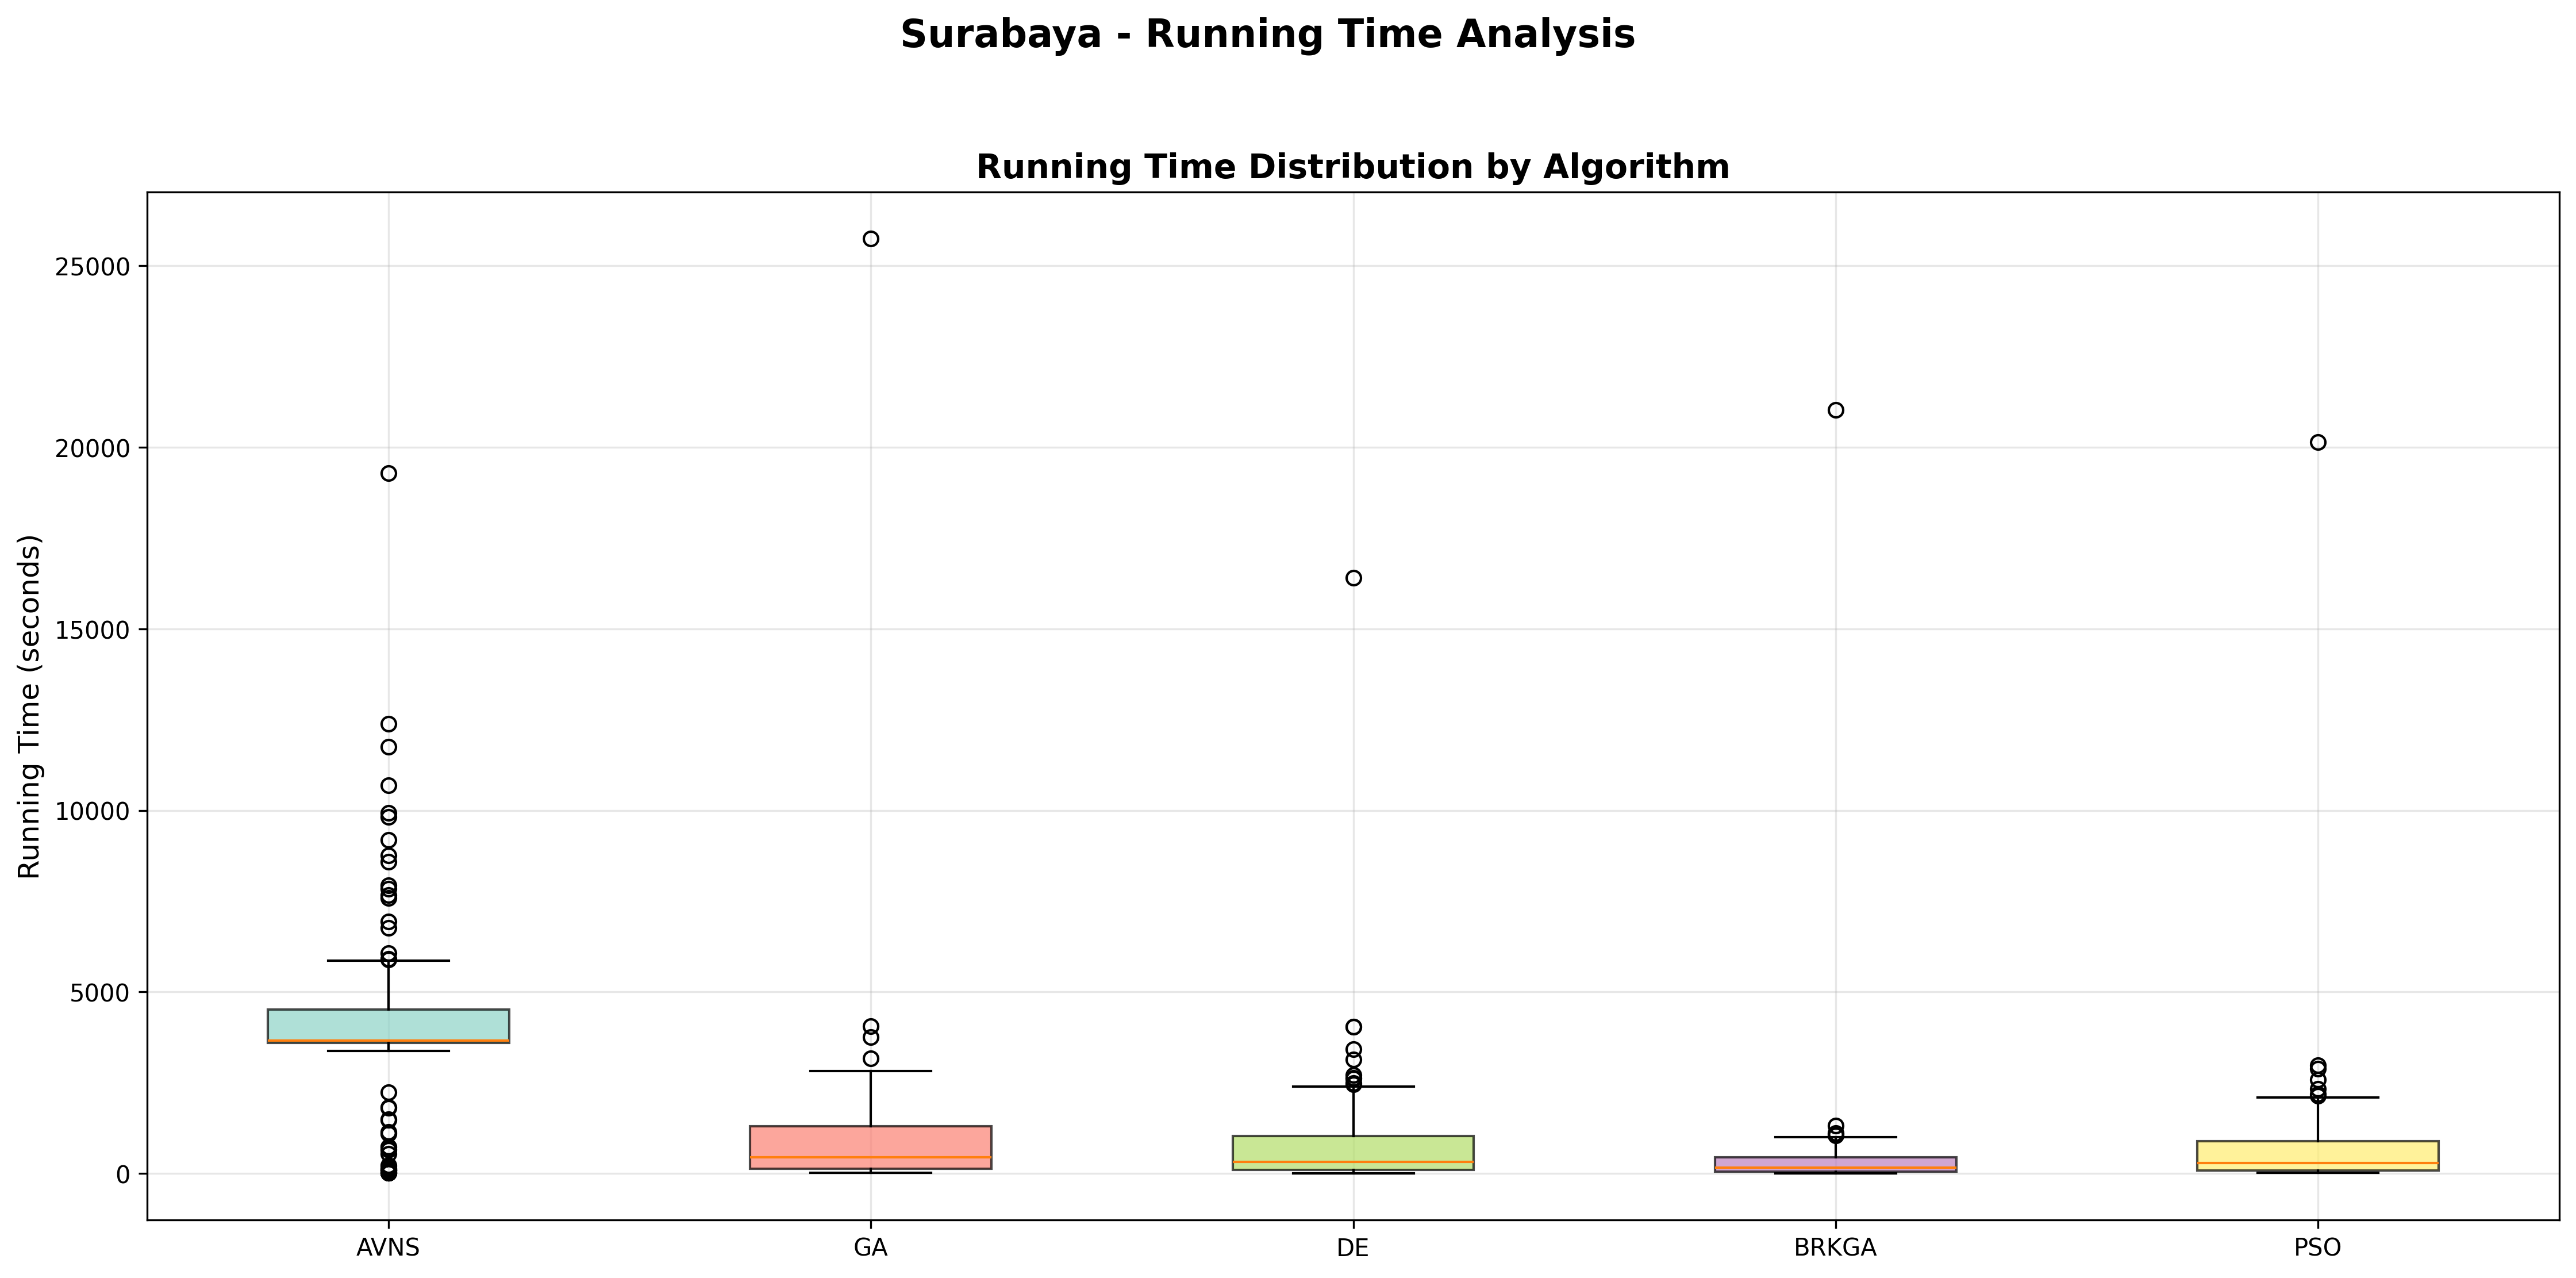 Surabaya - Running Time Analysis
Running Time Distribution by Algorithm
Running Time (seconds)
25000
20000
15000
10000
5000
0
AVNS GA DE BRKGA PSO